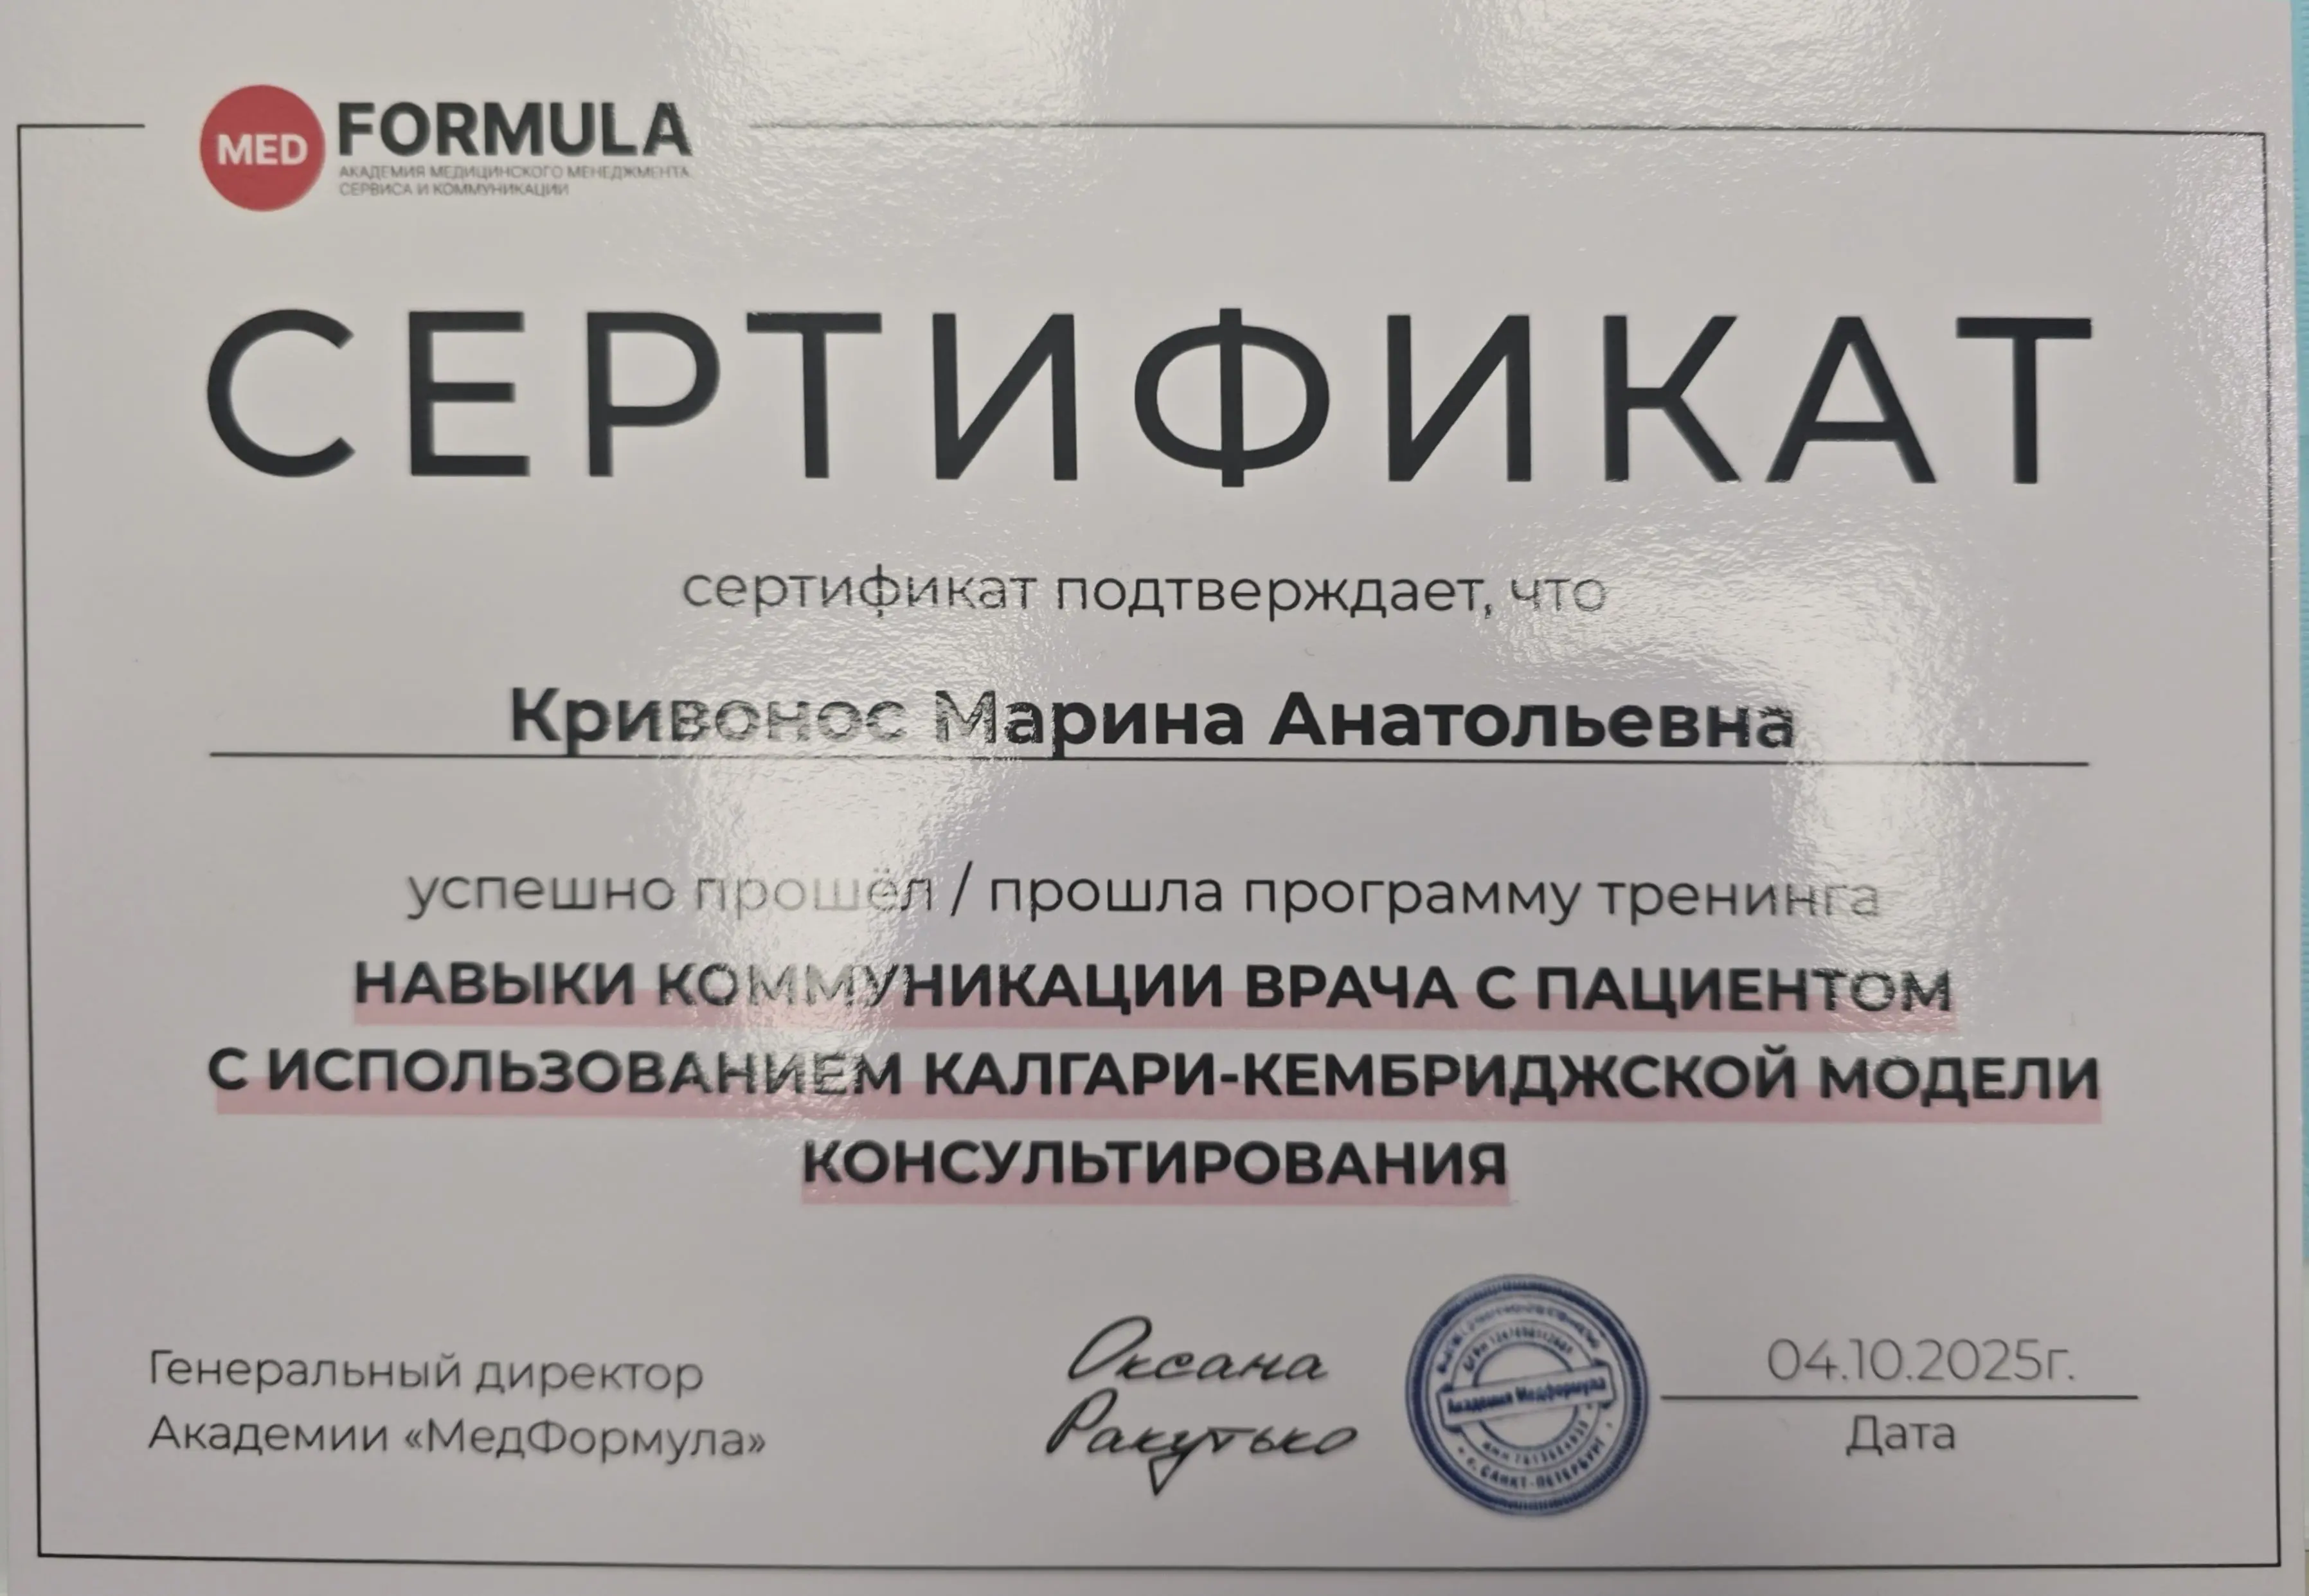 MED FORMULA
АКАДЕМИЯ МЕДИЦИНСКОГО МЕНЕДЖМЕНТА
СЕРВИСА И КОММУНИКАЦИИ
СЕРТИФИКАТ
сертификат подтверждает, что
Кривонос Марина Анатольевна
успешно прошёл / прошла программу тренинга
НАВЫКИ КОММУНИКАЦИИ ВРАЧА С ПАЦИЕНТОМ
С ИСПОЛЬЗОВАНИЕМ КАЛГАРИ-КЕМБРИДЖСКОЙ МОДЕЛИ
КОНСУЛЬТИРОВАНИЯ
Генеральный директор
Академии «МедФормула»
Оксана
Ракутько
Академия Медформула
г. САНКТ-ПЕТЕРБУРГ
04.10.2025г.
Дата